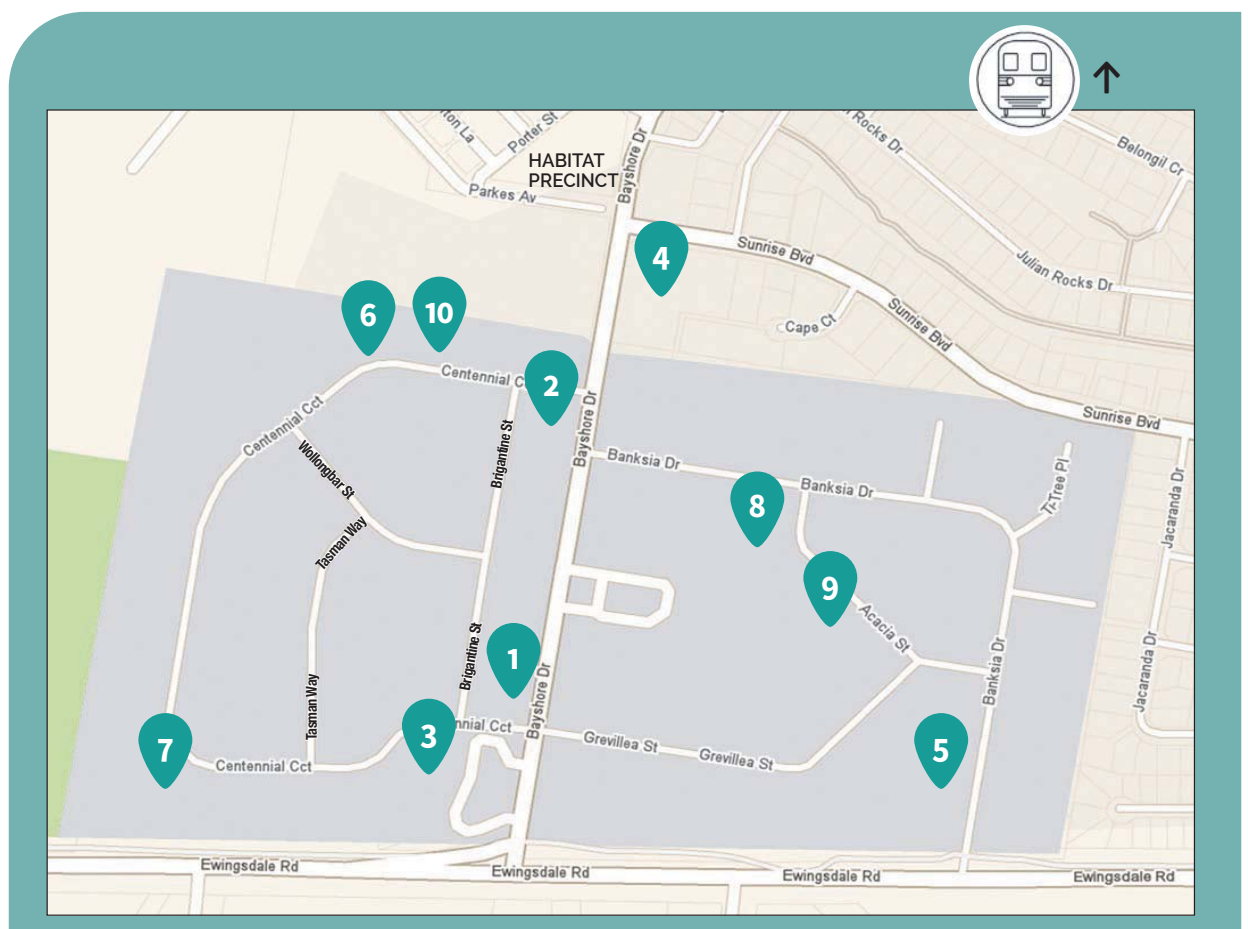 ton La
Porter St
HABITAT
PRECINCT
Bayshore Dr
Rocks Dr
Belongil Cr
Parkes Av
4
Sunrise Bvd
Julian Rocks Dr
6
10
Cape Ct
Sunrise Bvd
Centennial C
2
Sunrise Bvd
Centennial Cct
Bayshore Dr
Brigantine St
Wollongbar St
Banksia Dr
Banksia Dr
Ti-Tree Pl
8
Jacaranda Dr
Tasman Way
9
Acacia St
1
Brigantine St
Bayshore Dr
Banksia Dr
Jacaranda Dr
Tasman Way
7
3
nnial Cct
Grevillea St
Grevillea St
5
Centennial Cct
Ewingsdale Rd
Ewingsdale Rd
Ewingsdale Rd
Ewingsdale Rd